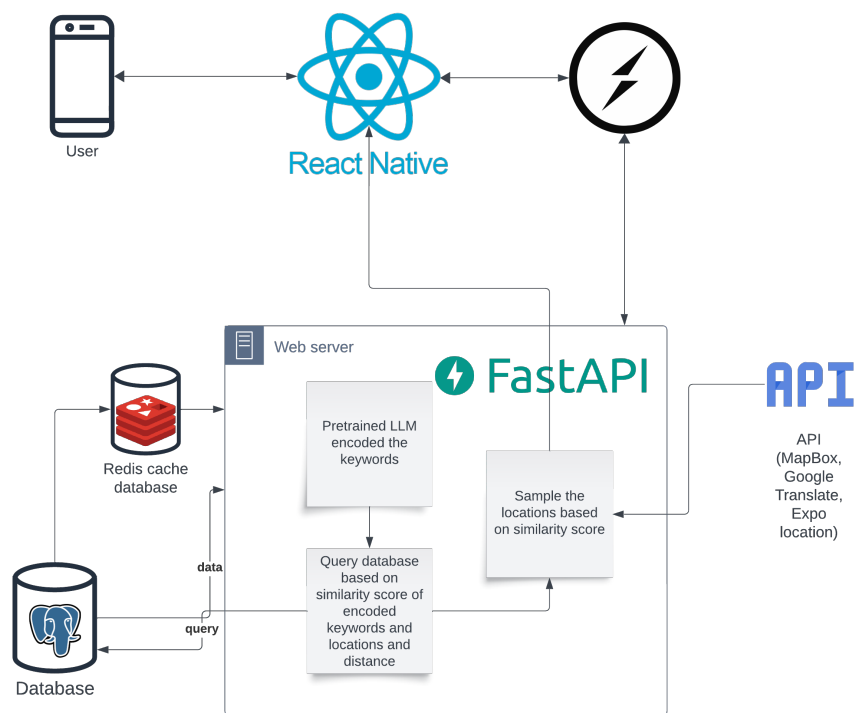 User
React Native
Web server
FastAPI
Pretrained LLM
encoded the
keywords
Redis cache
database
API
API
(MapBox,
Google
Translate,
Expo
location)
Sample the
locations based
on similarity score
data
query
Query database
based on
similarity score of
encoded
keywords and
locations and
distance
Database